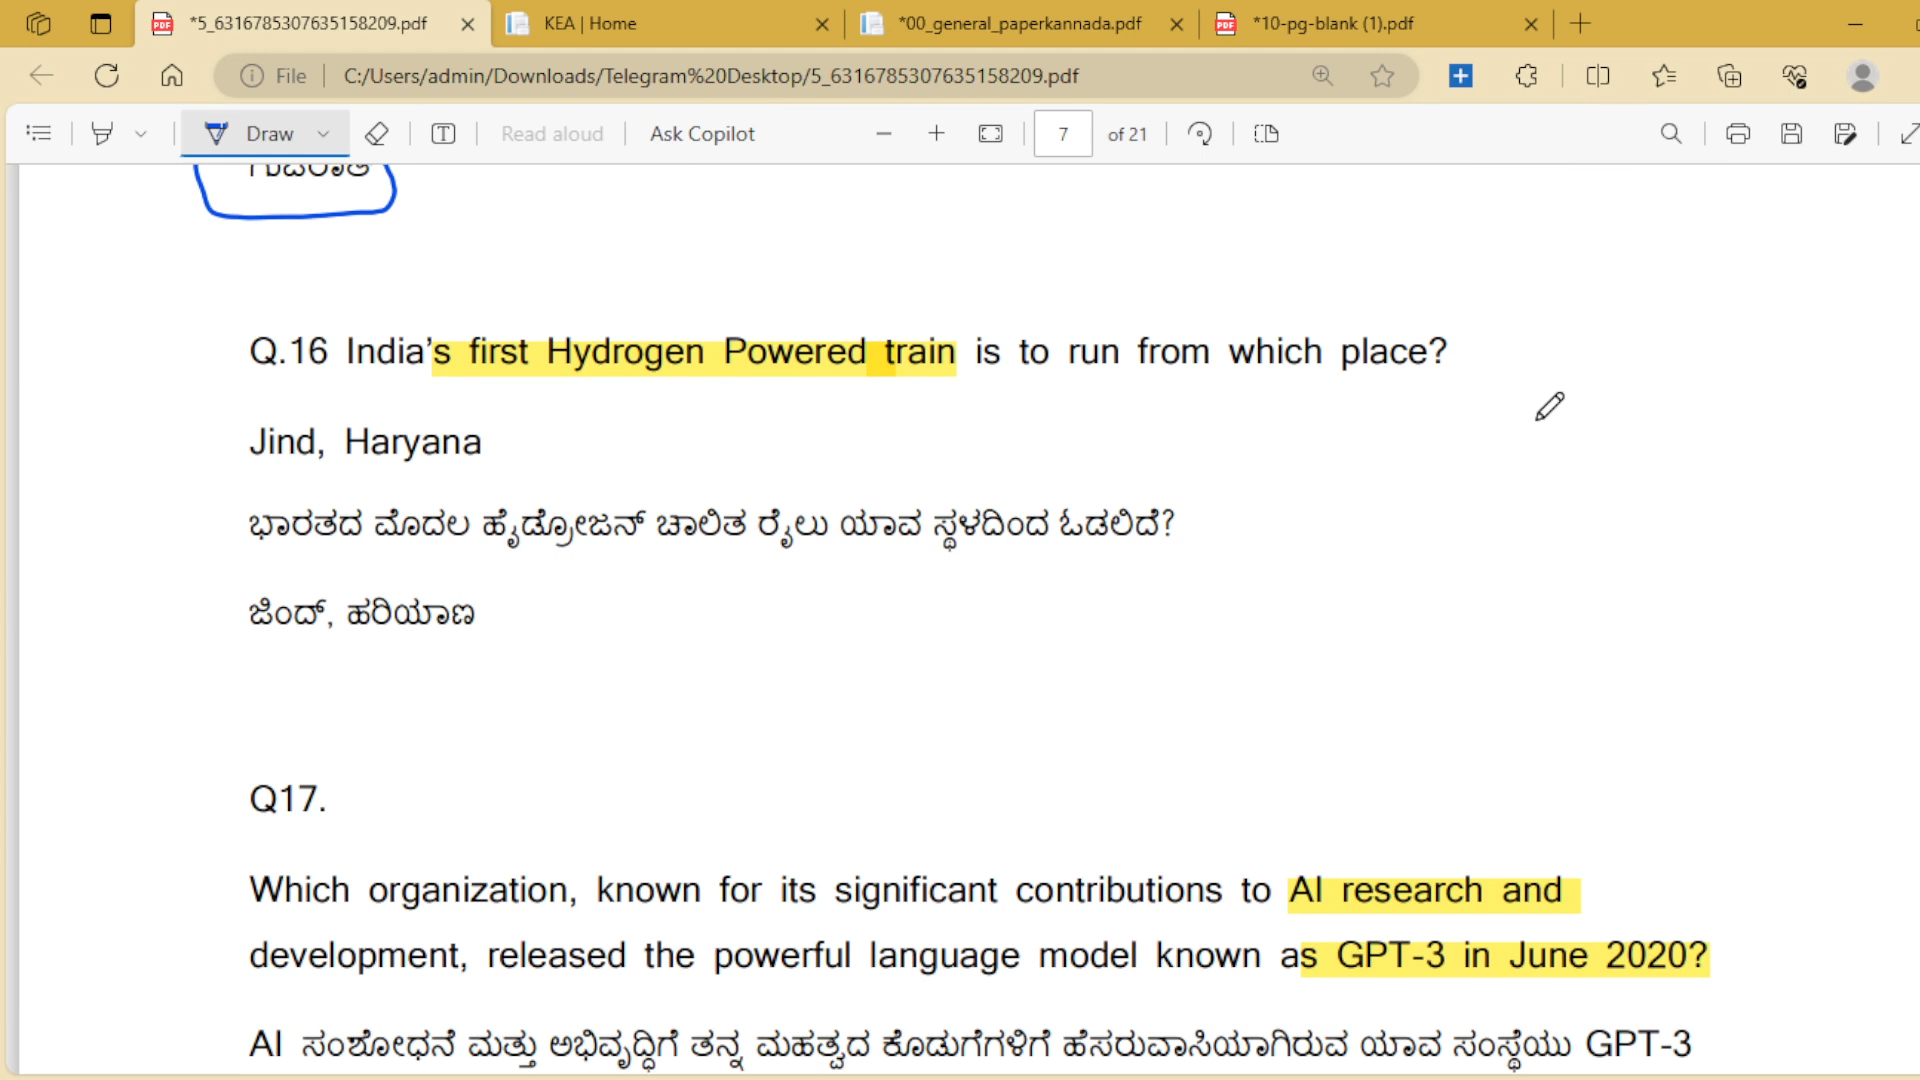 *5_6316785307635158209.pdf
KEA | Home
*00_general_paperkannada.pdf
*10-pg-blank (1).pdf
File
C:/Users/admin/Downloads/Telegram%20Desktop/5_6316785307635158209.pdf
Draw
Read aloud
Ask Copilot
7
of 21
ಗುಜರಾತ
Q.16 India's first Hydrogen Powered train is to run from which place?
Jind, Haryana
ಭಾರತದ ಮೊದಲ ಹೈಡ್ರೋಜನ್ ಚಾಲಿತ ರೈಲು ಯಾವ ಸ್ಥಳದಿಂದ ಓಡಲಿದೆ?
ಜಿಂದ್, ಹರಿಯಾಣ
Q17.
Which organization, known for its significant contributions to AI research and
development, released the powerful language model known as GPT-3 in June 2020?
AI ಸಂಶೋಧನೆ ಮತ್ತು ಅಭಿವೃದ್ಧಿಗೆ ತನ್ನ ಮಹತ್ವದ ಕೊಡುಗೆಗಳಿಗೆ ಹೆಸರುವಾಸಿಯಾಗಿರುವ ಯಾವ ಸಂಸ್ಥೆಯು GPT-3